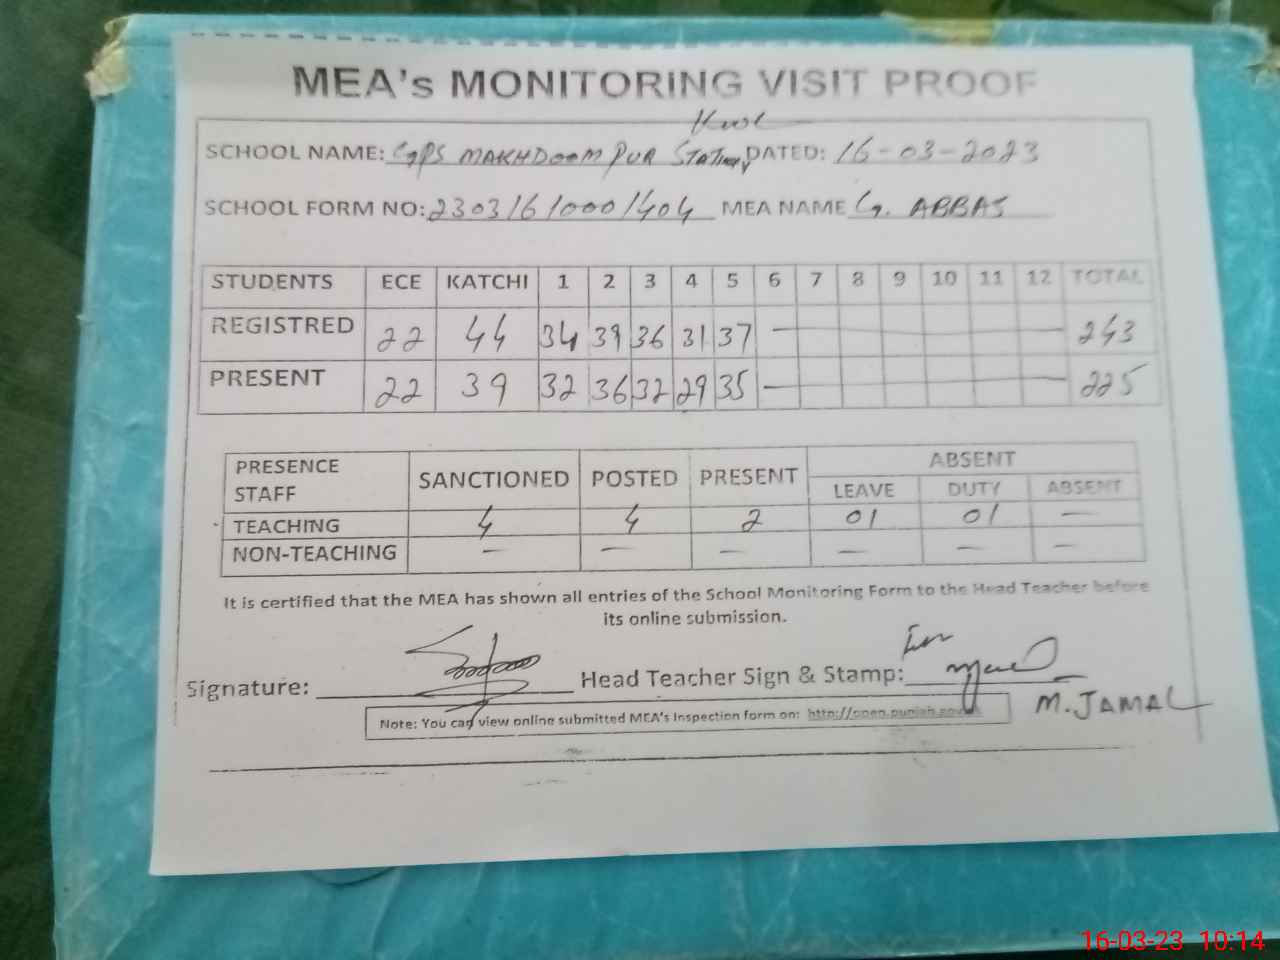 MEA's MONITORING VISIT PROOF
SCHOOL NAME: GPS MAKHDOOM PUR STATION, DATED: 16-03-2023
SCHOOL FORM NO: 23031610001404 MEA NAME G. ABBAS
STUDENTS ECE KATCHI 1 2 3 4 5 6 7 8 9 10 11 12 TOTAL
REGISTRED 22 44 34 39 36 31 37 — 243
PRESENT 22 39 32 36 32 29 35 — 225
PRESENCE STAFF SANCTIONED POSTED PRESENT ABSENT
LEAVE DUTY ABSENT
TEACHING 4 4 2 01 01 —
NON-TEACHING — — — — — —
It is certified that the MEA has shown all entries of the School Monitoring Form to the Head Teacher before
its online submission.
Signature: Head Teacher Sign & Stamp: For
M. JAMAL
Note: You can view online submitted MEA's Inspection form on: http://open.punjab.gov.pk
16-03-23 10:14